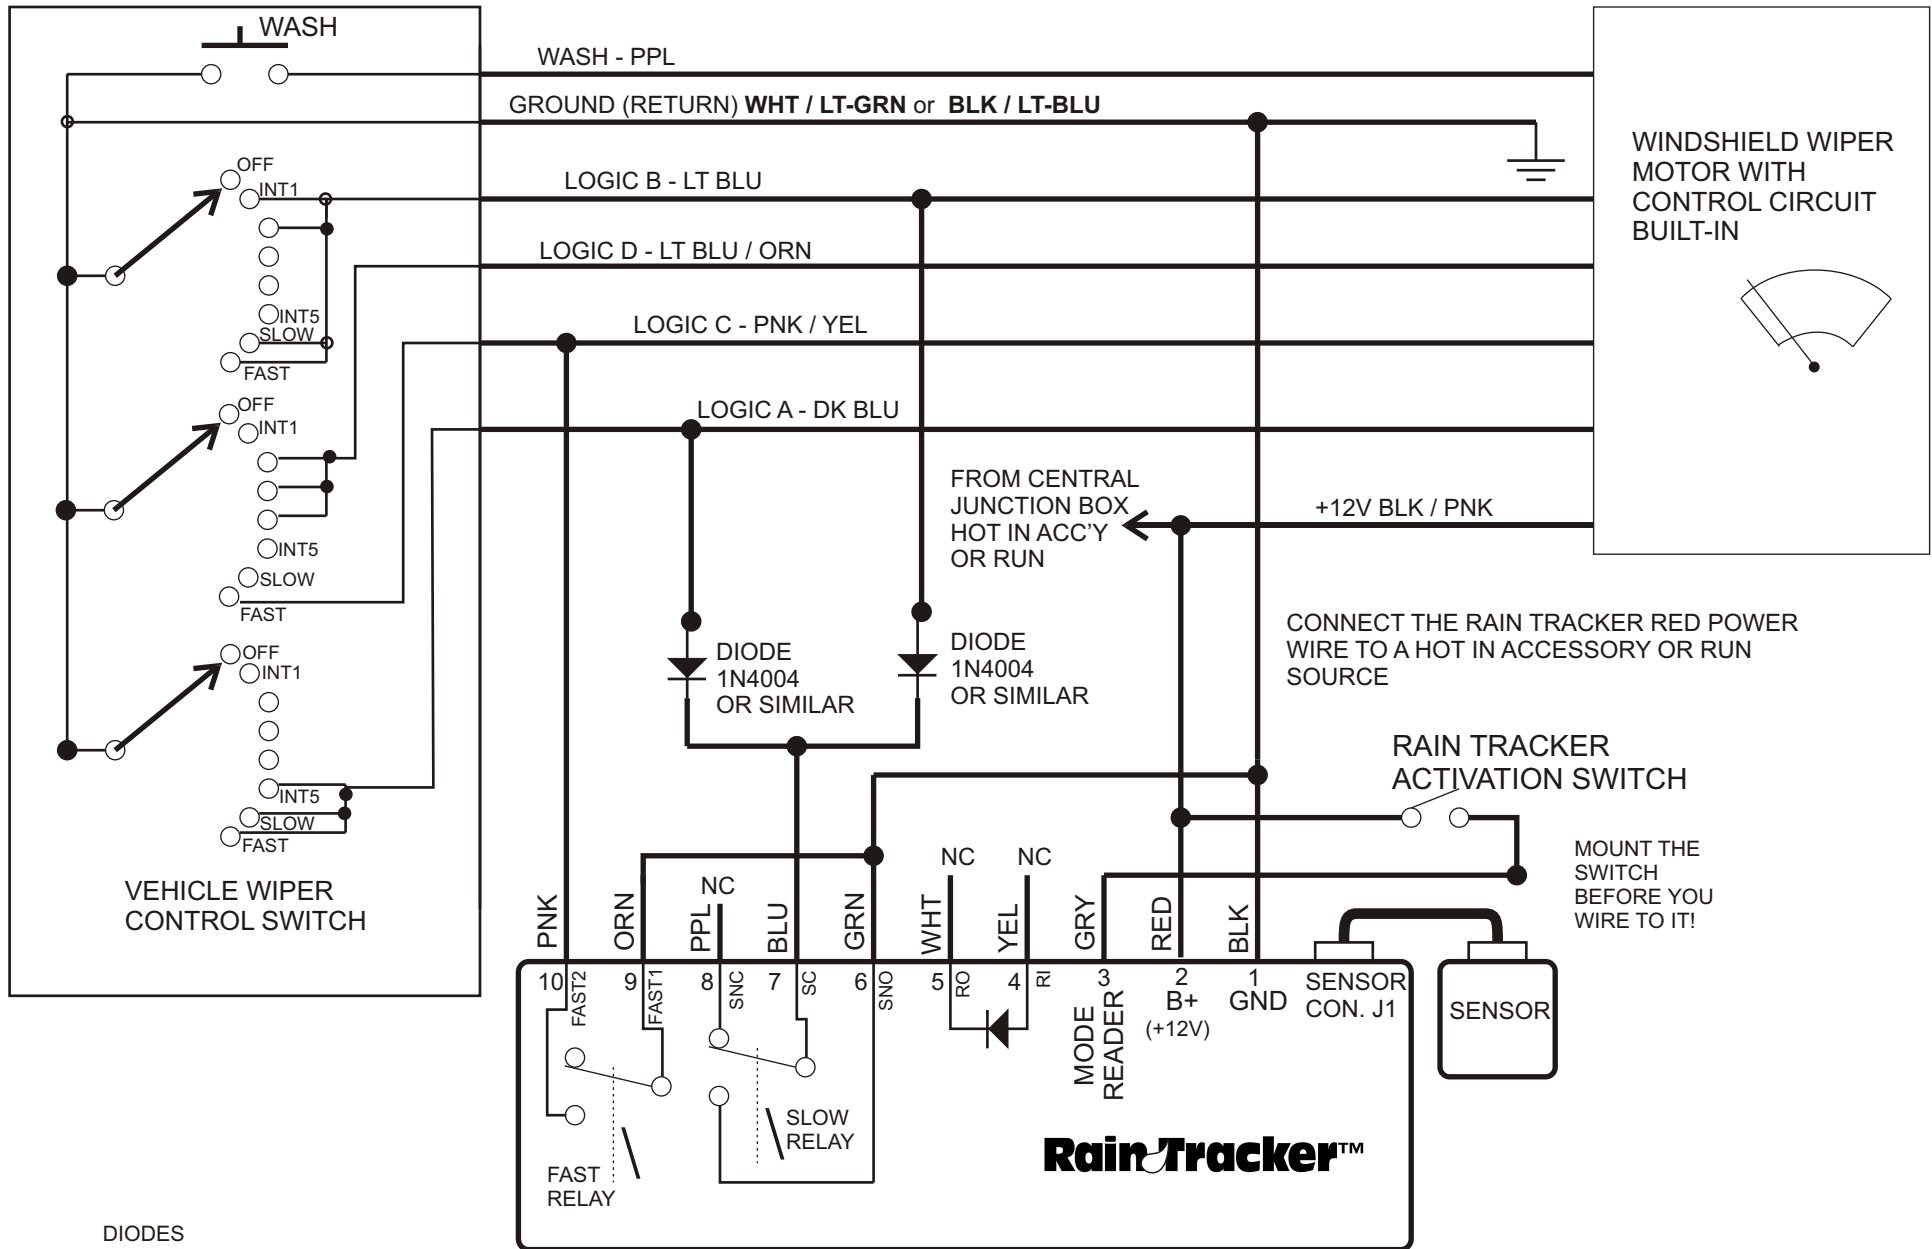 WASH
WASH - PPL
GROUND (RETURN) WHT / LT-GRN or BLK / LT-BLU
OFF
INT1
INT5
SLOW
FAST
LOGIC B - LT BLU
LOGIC D - LT BLU / ORN
LOGIC C - PNK / YEL
LOGIC A - DK BLU
WINDSHIELD WIPER
MOTOR WITH
CONTROL CIRCUIT
BUILT-IN
OFF
INT1
INT5
SLOW
FAST
FROM CENTRAL
JUNCTION BOX
HOT IN ACC'Y
OR RUN
+12V BLK / PNK
OFF
INT1
INT5
SLOW
FAST
VEHICLE WIPER
CONTROL SWITCH
DIODE
1N4004
OR SIMILAR
DIODE
1N4004
OR SIMILAR
CONNECT THE RAIN TRACKER RED POWER
WIRE TO A HOT IN ACCESSORY OR RUN
SOURCE
RAIN TRACKER
ACTIVATION SWITCH
MOUNT THE
SWITCH
BEFORE YOU
WIRE TO IT!
NC
NC
NC
PNK
ORN
PPL
BLU
GRN
WHT
YEL
GRY
RED
BLK
10
FAST2
9
FAST1
8
SNC
7
SC
6
SNO
5
RO
4
RI
3
MODE
READER
2
B+
(+12V)
1
GND
SENSOR
CON. J1
SENSOR
FAST
RELAY
SLOW
RELAY
Rain Tracker™
DIODES